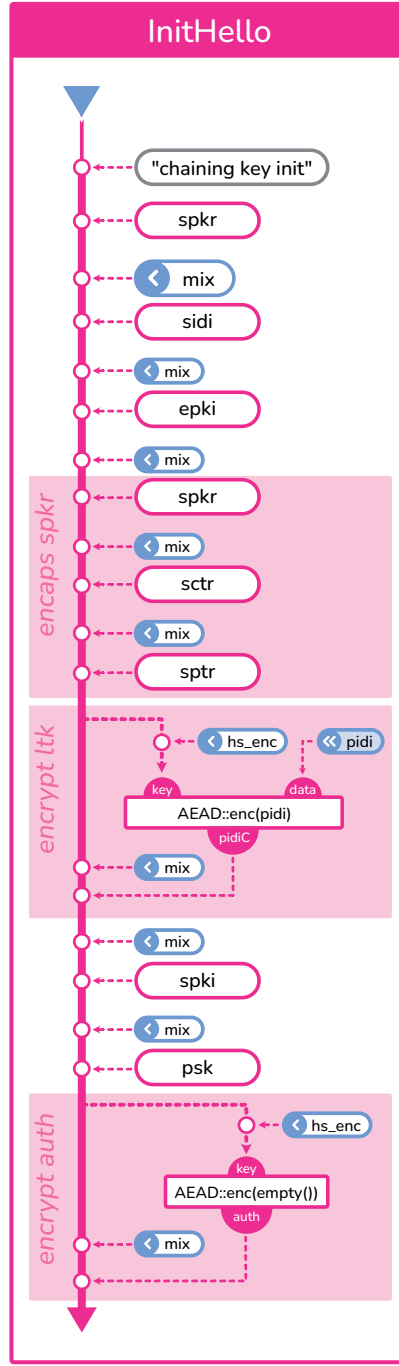 InitHello
"chaining key init"
spkr
mix
sidi
mix
epki
mix
encaps spkr
spkr
mix
sctr
mix
sptr
encrypt ltk
hs_enc
pidi
key
data
AEAD::enc(pidi)
pidiC
mix
mix
spki
mix
psk
encrypt auth
hs_enc
key
AEAD::enc(empty())
auth
mix